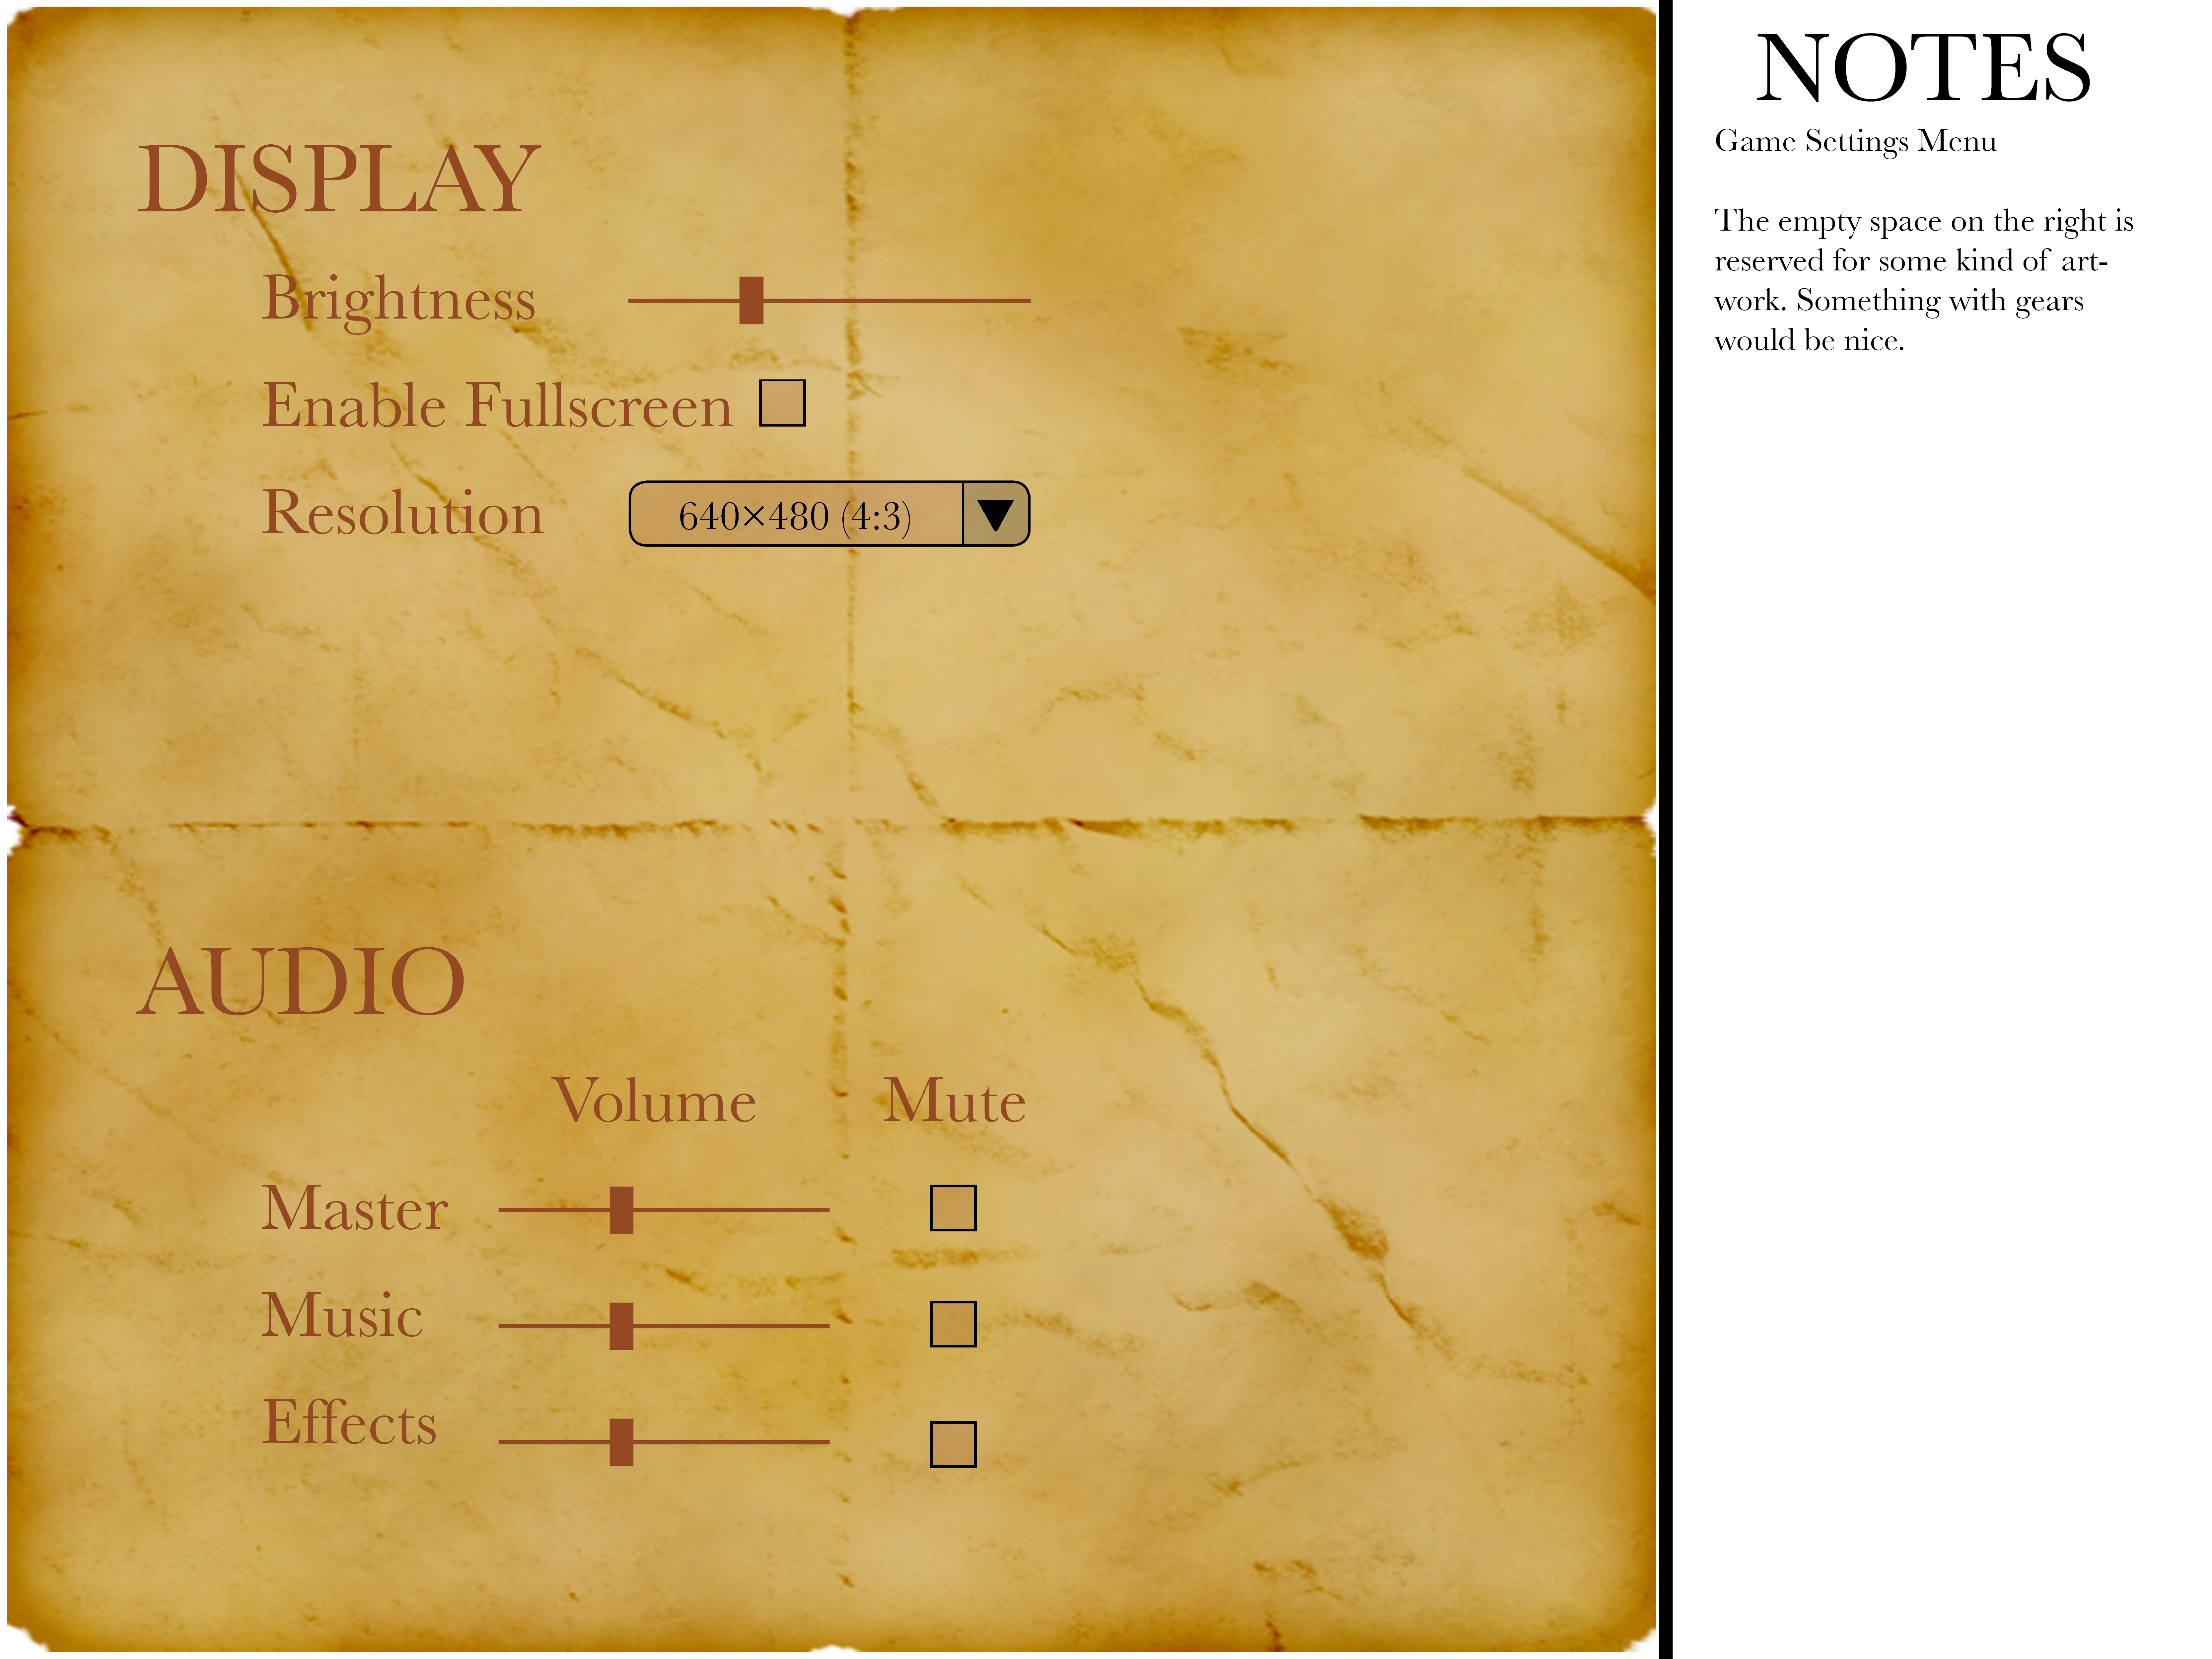 DISPLAY
Brightness
Enable Fullscreen
Resolution 640×480 (4:3)
AUDIO
Volume Mute
Master
Music
Effects
NOTES
Game Settings Menu
The empty space on the right is
reserved for some kind of art-
work. Something with gears
would be nice.